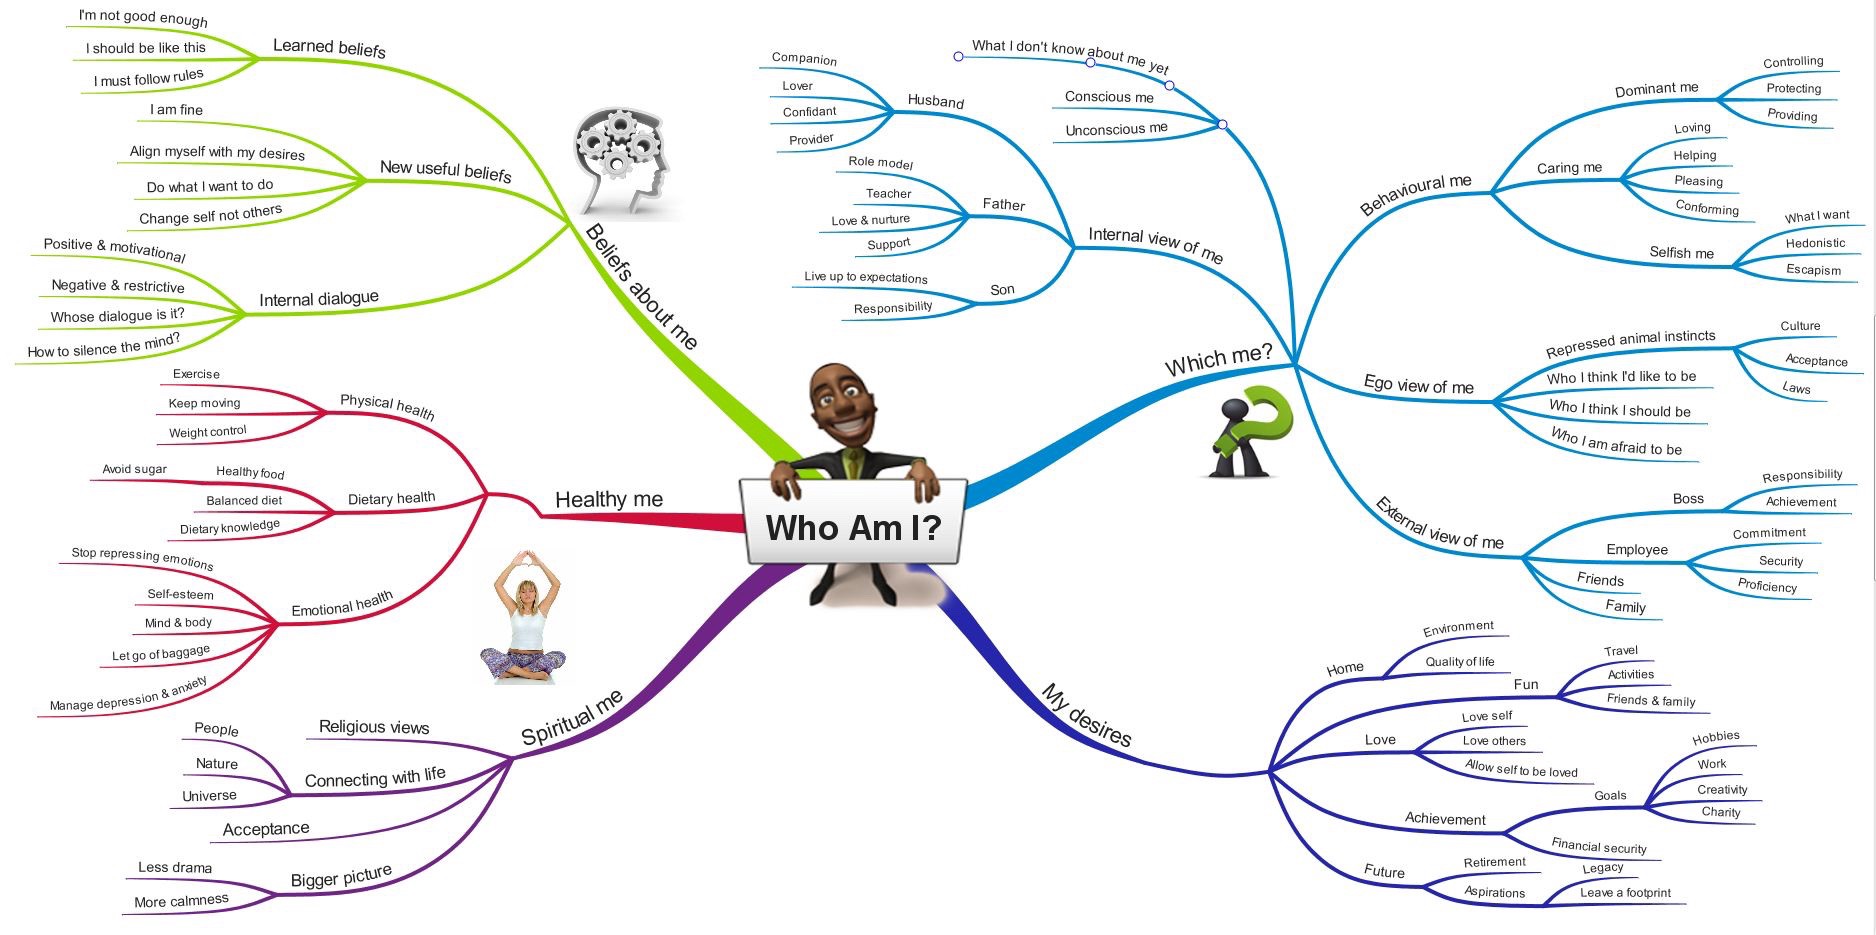 Who Am I?
Beliefs about me
Learned beliefs
I'm not good enough
I should be like this
I must follow rules
New useful beliefs
I am fine
Align myself with my desires
Do what I want to do
Change self not others
Internal dialogue
Positive & motivational
Negative & restrictive
Whose dialogue is it?
How to silence the mind?
Healthy me
Physical health
Exercise
Keep moving
Weight control
Dietary health
Healthy food
Avoid sugar
Balanced diet
Dietary knowledge
Emotional health
Stop repressing emotions
Self-esteem
Mind & body
Let go of baggage
Manage depression & anxiety
Spiritual me
Religious views
Connecting with life
People
Nature
Universe
Acceptance
Bigger picture
Less drama
More calmness
Which me?
What I don't know about me yet
Conscious me
Unconscious me
Internal view of me
Husband
Companion
Lover
Confidant
Provider
Father
Role model
Teacher
Love & nurture
Support
Son
Live up to expectations
Responsibility
Behavioural me
Dominant me
Controlling
Protecting
Providing
Caring me
Loving
Helping
Pleasing
Conforming
Selfish me
What I want
Hedonistic
Escapism
Ego view of me
Repressed animal instincts
Culture
Acceptance
Laws
Who I think I'd like to be
Who I think I should be
Who I am afraid to be
External view of me
Boss
Responsibility
Achievement
Employee
Commitment
Security
Proficiency
Friends
Family
My desires
Home
Environment
Quality of life
Fun
Travel
Activities
Friends & family
Love
Love self
Love others
Allow self to be loved
Achievement
Goals
Hobbies
Work
Creativity
Charity
Financial security
Future
Retirement
Aspirations
Legacy
Leave a footprint